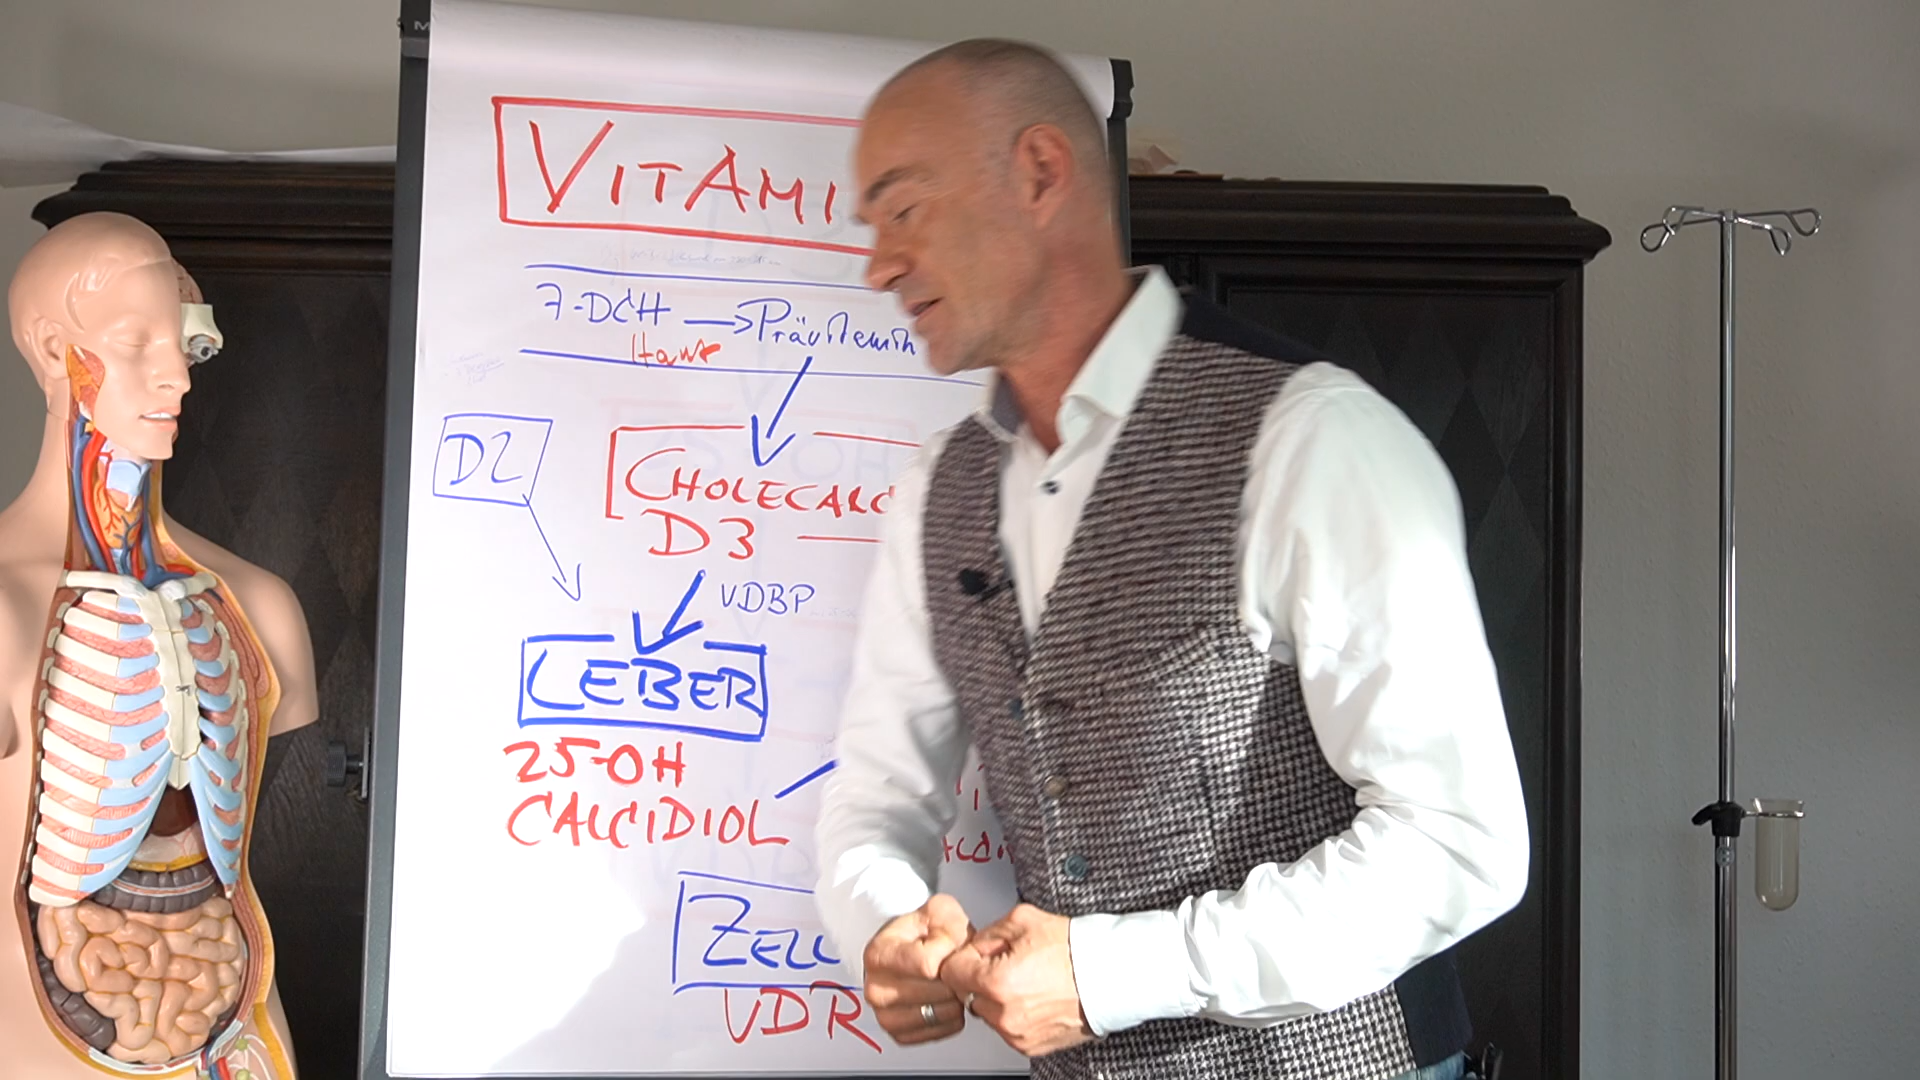 VITAMI
7-DCH → Prävitamin
Haut
D2
CHOLECALC
D3
VDBP
LEBER
25-OH
CALCIDIOL
ZELL
VDR